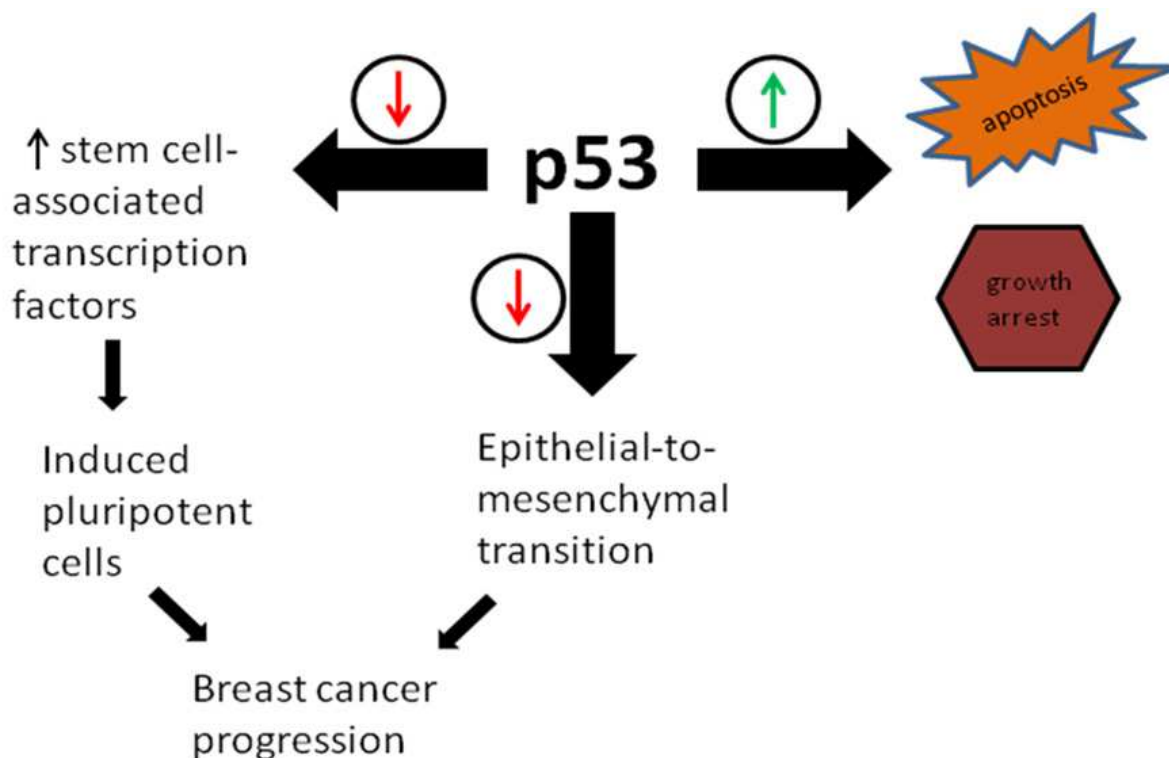 p53
↑ stem cell-
associated
transcription
factors
Induced
pluripotent
cells
Epithelial-to-
mesenchymal
transition
Breast cancer
progression
apoptosis
growth
arrest